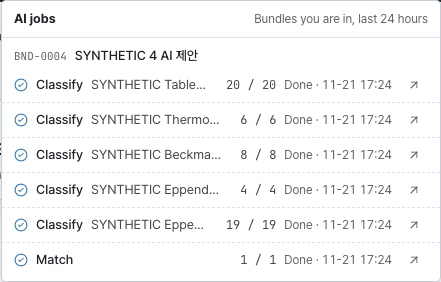 AI jobs Bundles you are in, last 24 hours
BND-0004 SYNTHETIC 4 AI 제안
Classify SYNTHETIC Table... 20 / 20 Done · 11-21 17:24
Classify SYNTHETIC Thermo... 6 / 6 Done · 11-21 17:24
Classify SYNTHETIC Beckma... 8 / 8 Done · 11-21 17:24
Classify SYNTHETIC Eppend... 4 / 4 Done · 11-21 17:24
Classify SYNTHETIC Eppe... 19 / 19 Done · 11-21 17:24
Match 1 / 1 Done · 11-21 17:24